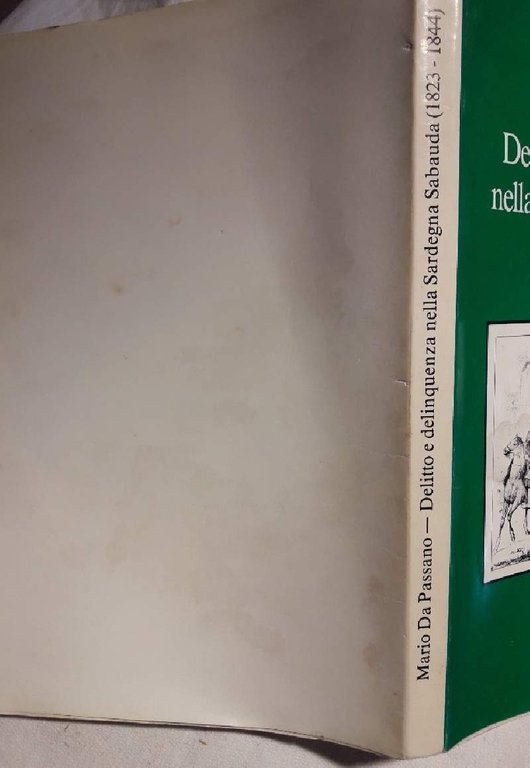 Mario Da Passano — Delitto e delinquenza nella Sardegna Sabauda (1823 - 1844)
De
nella